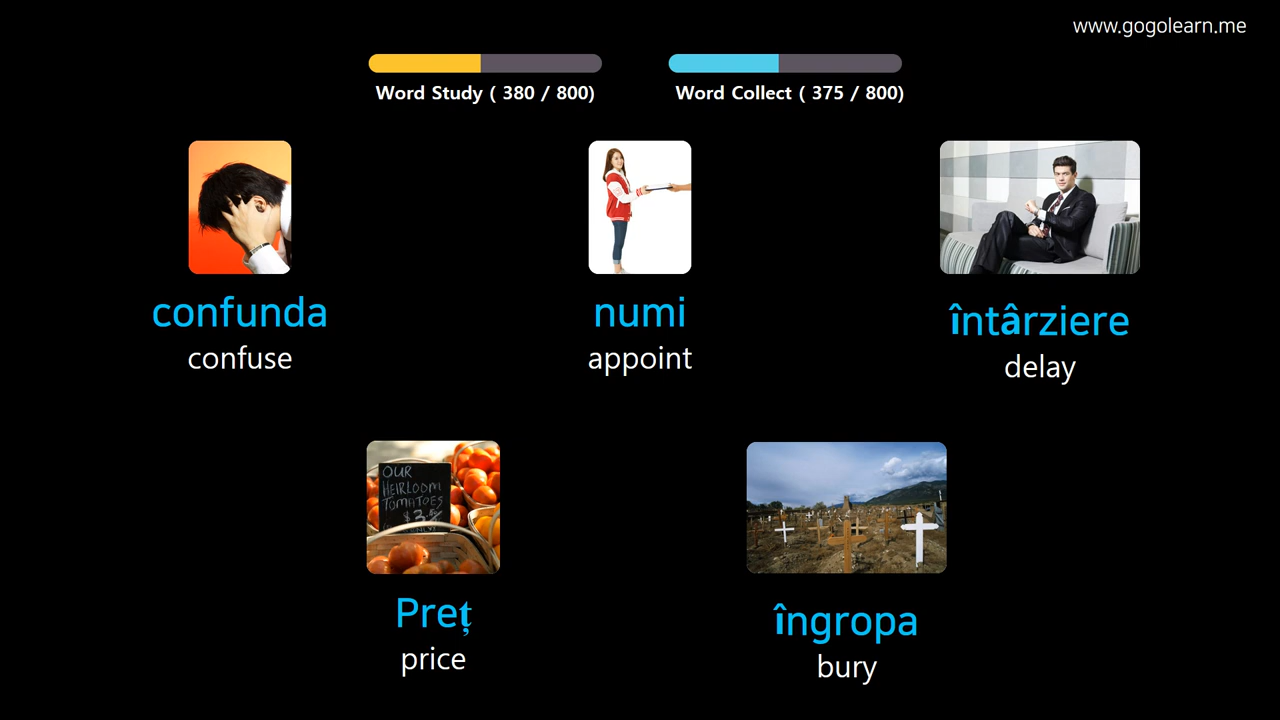 www.gogolearn.me
Word Study ( 380 / 800)
Word Collect ( 375 / 800)
confunda
confuse
numi
appoint
întârziere
delay
OUR
HEIRLOOM
TOMATOES
Preț
price
îngropa
bury